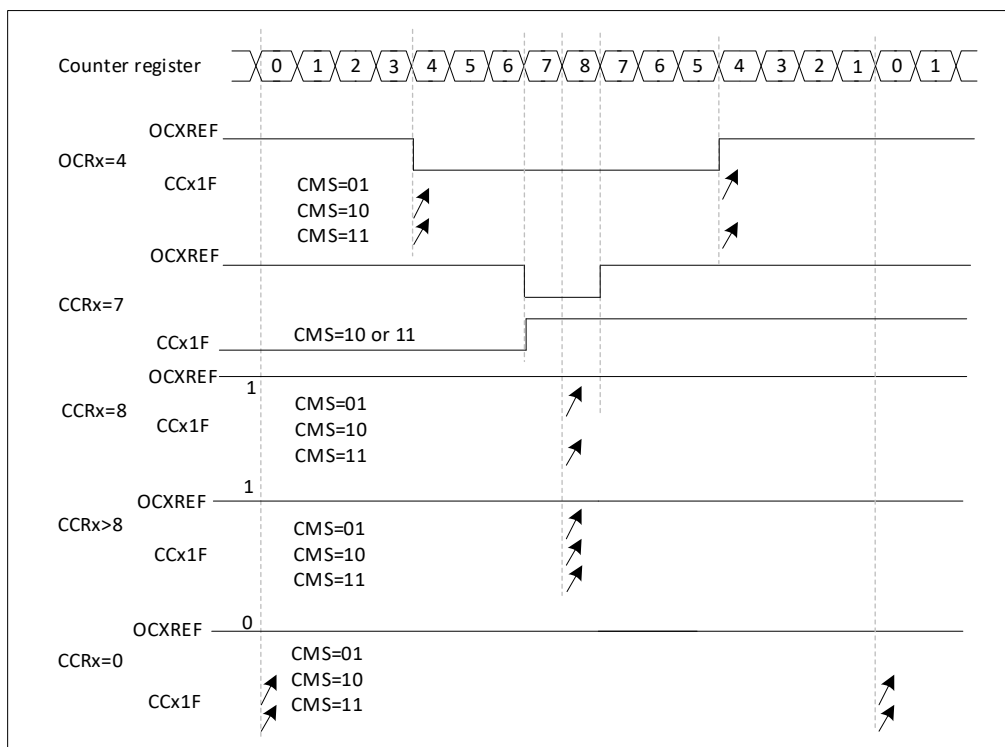 Counter register 0 1 2 3 4 5 6 7 8 7 6 5 4 3 2 1 0 1
OCXREF
OCRx=4
CCx1F
CMS=01
CMS=10
CMS=11
OCXREF
CCRx=7
CCx1F CMS=10 or 11
OCXREF 1
CCRx=8
CCx1F
CMS=01
CMS=10
CMS=11
OCXREF 1
CCRx>8
CCx1F
CMS=01
CMS=10
CMS=11
OCXREF 0
CCRx=0
CCx1F
CMS=01
CMS=10
CMS=11